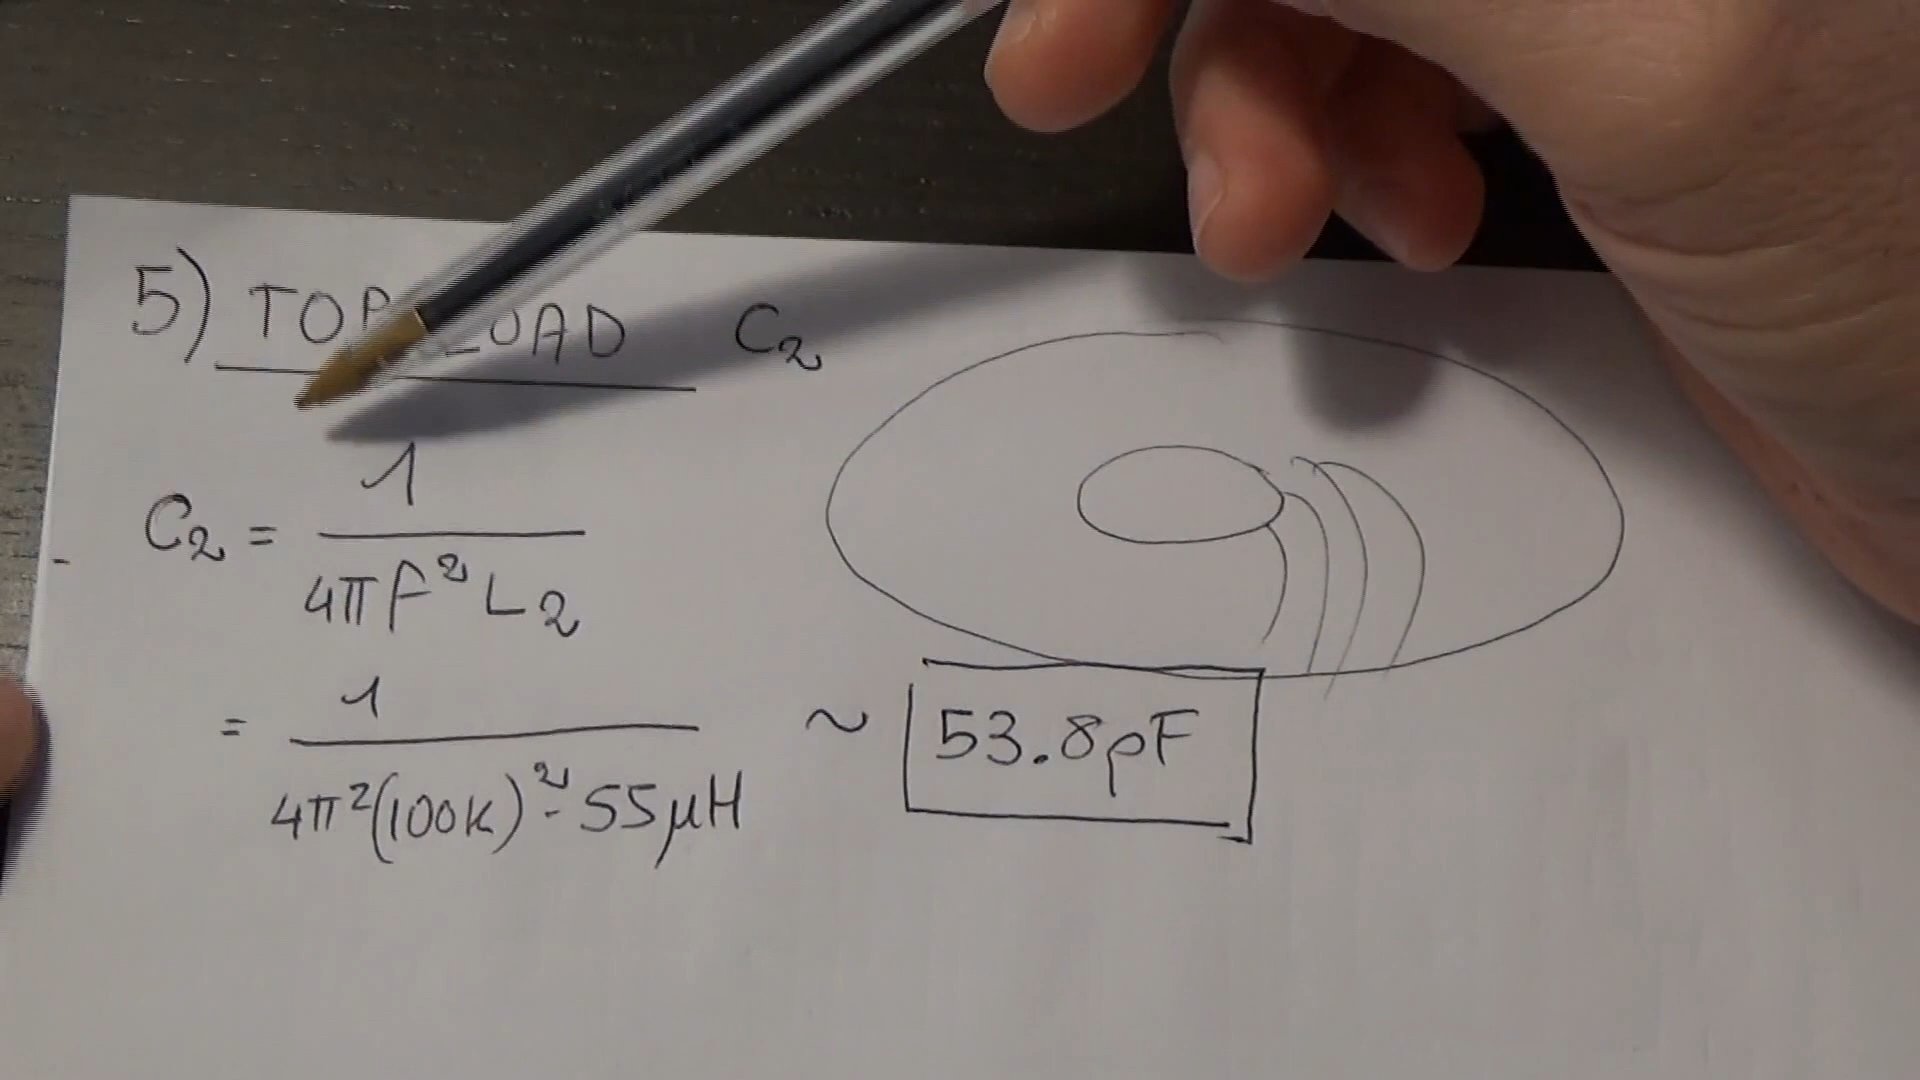 5) TOP LOAD C₂
C₂ = 1 / 4πf²L₂
= 1 / 4π²(100K)²·55μH ~ 53.8pF